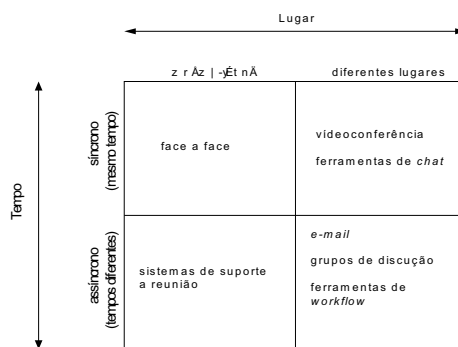 Lugar
diferentes lugares
Tempo
síncrono
(mesmo tempo)
face a face
vídeoconferência
ferramentas de chat
assíncrono
(tempos diferentes)
sistemas de suporte
a reunião
e-mail
grupos de discução
ferramentas de
workflow